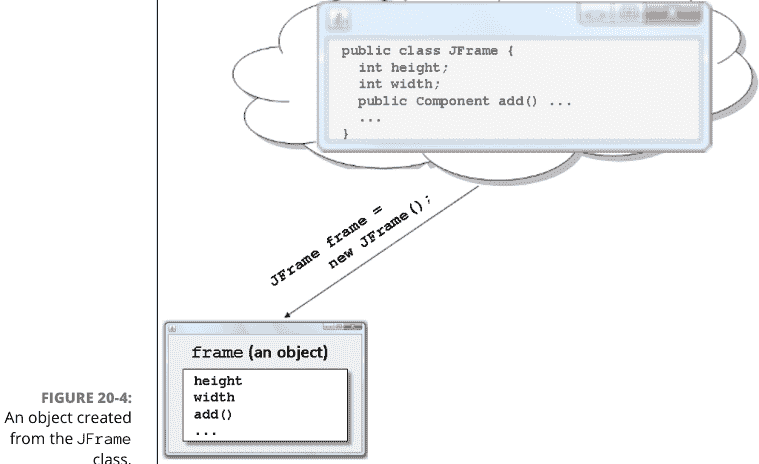 public class JFrame {
int height;
int width;
public Component add() ...
...
}
JFrame frame =
new JFrame();
frame (an object)
height
width
add()
...
FIGURE 20-4:
An object created
from the JFrame
class.